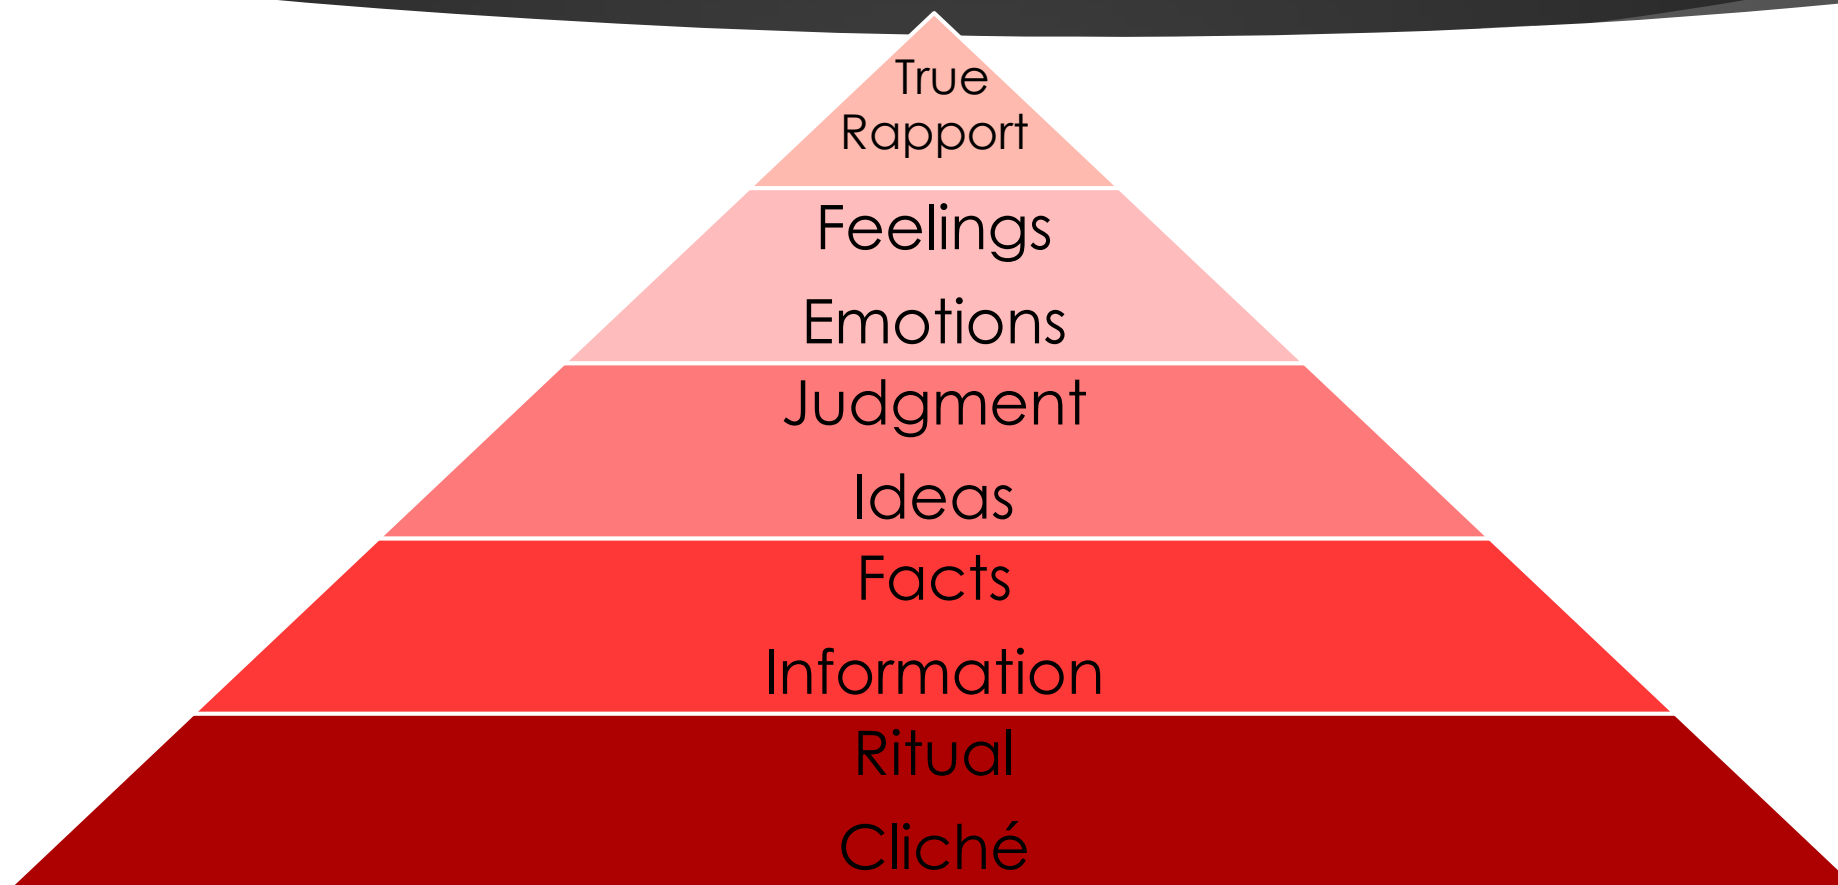 True
Rapport
Feelings
Emotions
Judgment
Ideas
Facts
Information
Ritual
Cliché